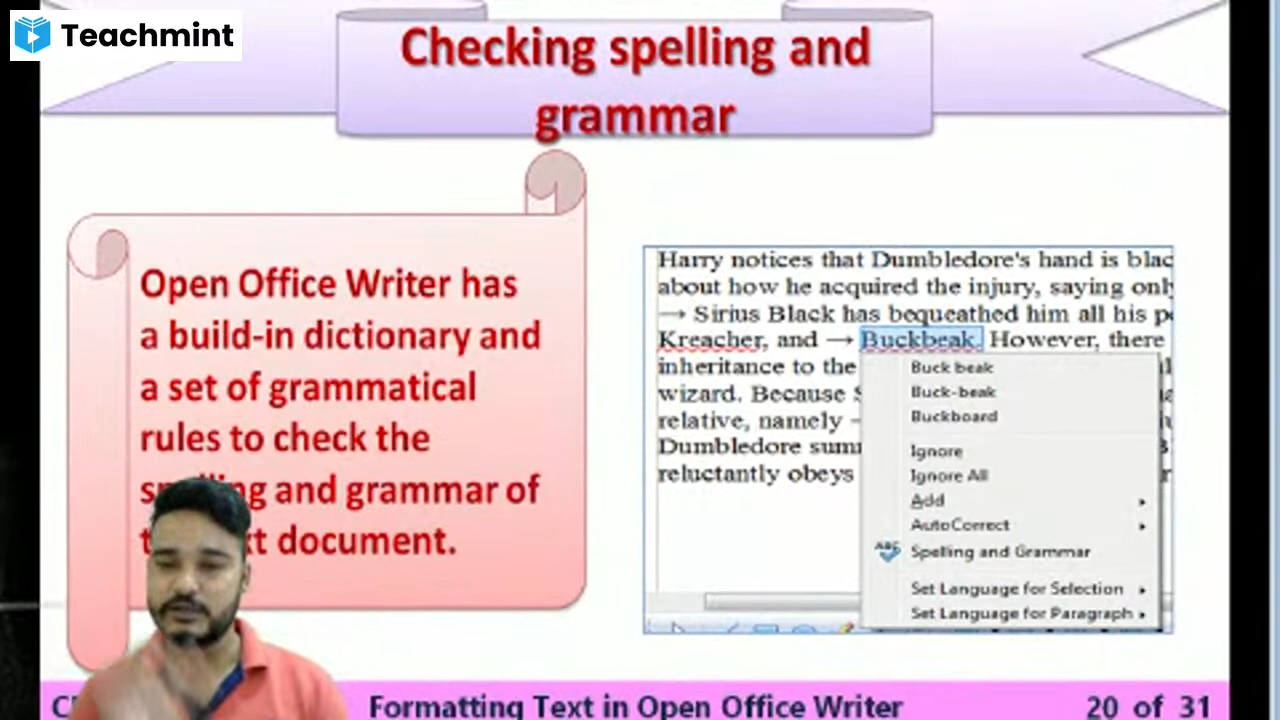 Teachmint
Checking spelling and
grammar
Open Office Writer has
a build-in dictionary and
a set of grammatical
rules to check the
and grammar of
document.
Harry notices that Dumbledore's hand is
about how he acquired the injury, saying
→ Sirius Black has bequeathed him all his
Kreacher, and → Buckbeak. However, there
inheritance to the
wizard. Because
relative, namely
Dumbledore
reluctantly obeys
Buck beak
Buck-beak
Buckboard
Ignore
Ignore All
Add
AutoCorrect
ABC
Spelling and Grammar
Set Language for Selection
Set Language for Paragraph
Formatting Text in Open Office Writer
20 of 31